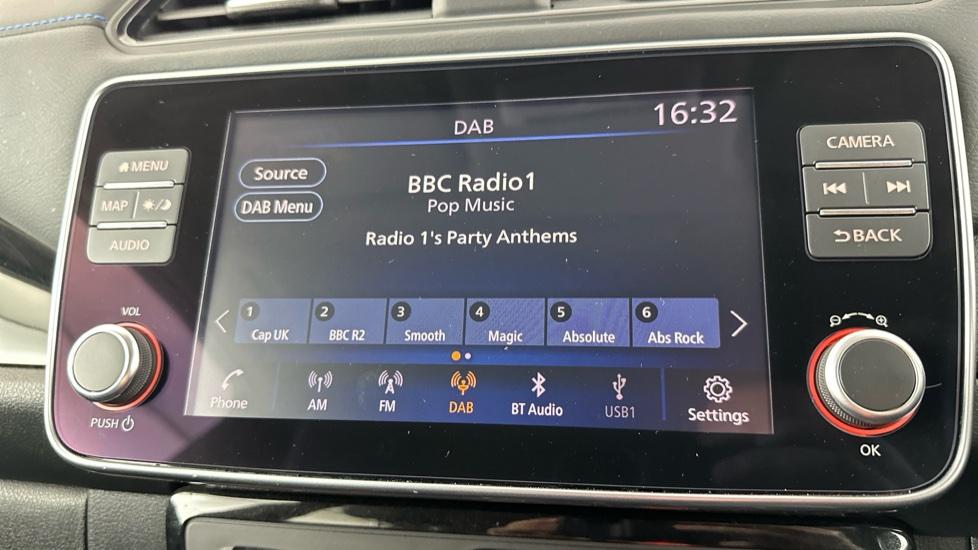 DAB
16:32
Source
DAB Menu
BBC Radio1
Pop Music
Radio 1's Party Anthems
1 Cap UK
2 BBC R2
3 Smooth
4 Magic
5 Absolute
6 Abs Rock
Phone
AM
FM
DAB
BT Audio
USB1
Settings
MENU
MAP
AUDIO
VOL
PUSH
CAMERA
BACK
OK